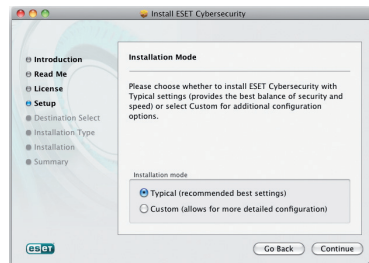 Install ESET Cybersecurity
Introduction
Read Me
License
Setup
Destination Select
Installation Type
Installation
Summary
Installation Mode
Please choose whether to install ESET Cybersecurity with
Typical settings (provides the best balance of security and
speed) or select Custom for additional configuration
options.
Installation mode
Typical (recommended best settings)
Custom (allows for more detailed configuration)
eseT
Go Back
Continue